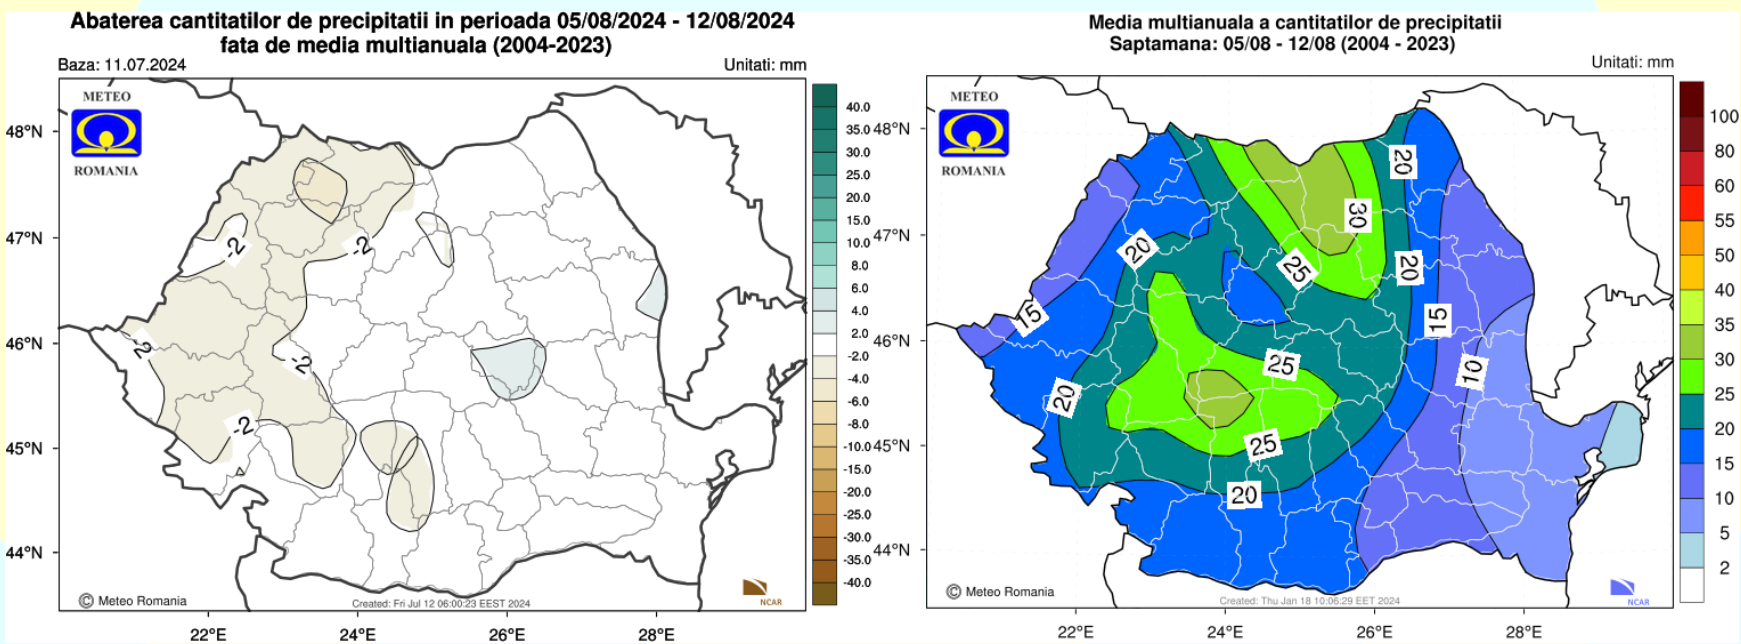 Abaterea cantitatilor de precipitatii in perioada 05/08/2024 - 12/08/2024
fata de media multianuala (2004-2023)
Baza: 11.07.2024
Unitati: mm
METEO
ROMANIA
48°N
47°N
46°N
45°N
44°N
22°E
24°E
26°E
28°E
-2
-2
-2
-2
-2
40.0
35.0
30.0
25.0
20.0
15.0
10.0
8.0
6.0
4.0
2.0
-2.0
-4.0
-6.0
-8.0
-10.0
-15.0
-20.0
-25.0
-30.0
-35.0
-40.0
© Meteo Romania
Created: Fri Jul 12 06:00:23 EEST 2024
NCAR
Media multianuala a cantitatilor de precipitatii
Saptamana: 05/08 - 12/08 (2004 - 2023)
Unitati: mm
METEO
ROMANIA
48°N
47°N
46°N
45°N
44°N
22°E
24°E
26°E
28°E
20
30
20
25
20
15
15
25
10
20
25
20
100
80
60
55
50
40
35
30
25
20
15
10
5
2
© Meteo Romania
Created: Thu Jan 18 10:06:29 EET 2024
NCAR